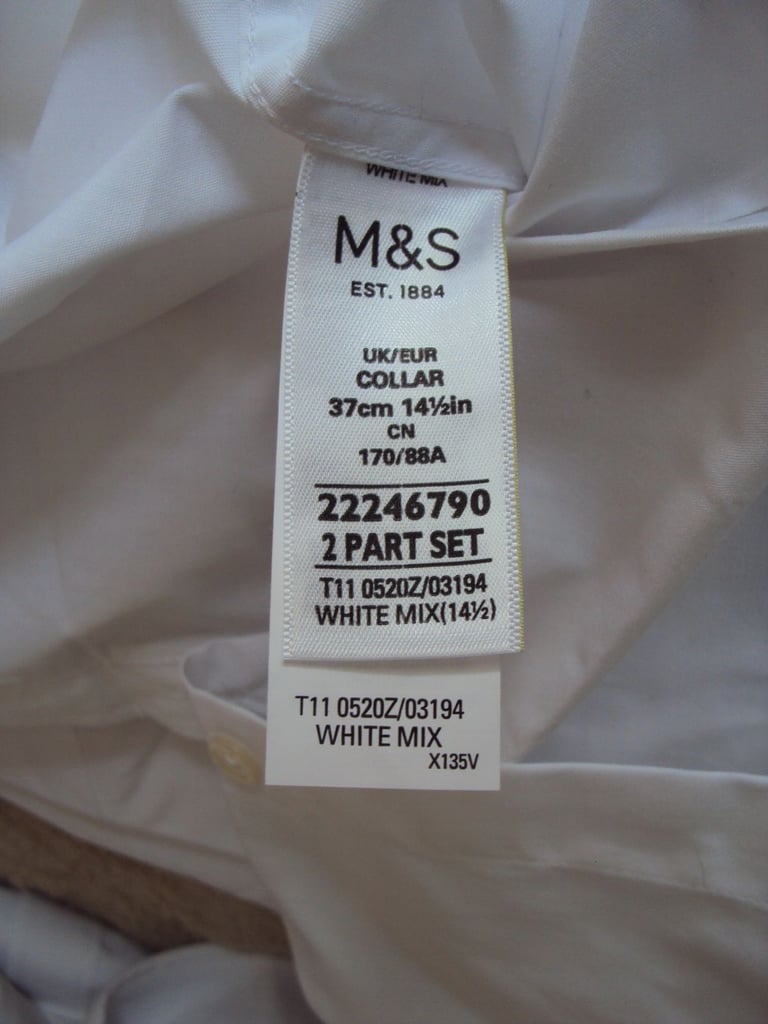 WHITE MIX
M&S
EST. 1884
UK/EUR
COLLAR
37cm 14½in
CN
170/88A
22246790
2 PART SET
T11 0520Z/03194
WHITE MIX(14½)
T11 0520Z/03194
WHITE MIX
X135V